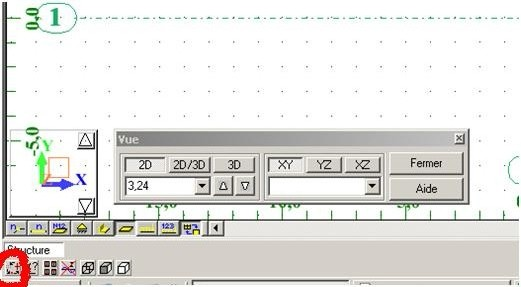 0,0
1
Vue
2D 2D/3D 3D XY YZ XZ Fermer
3,24
Aide
-5,0
Y
X
Structure